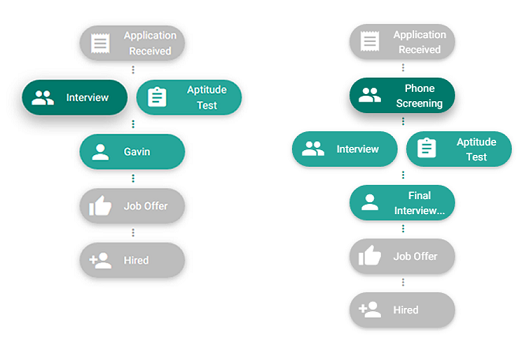 Application
Received
Interview
Aptitude
Test
Gavin
Job Offer
Hired
Application
Received
Phone
Screening
Interview
Aptitude
Test
Final
Interview...
Job Offer
Hired